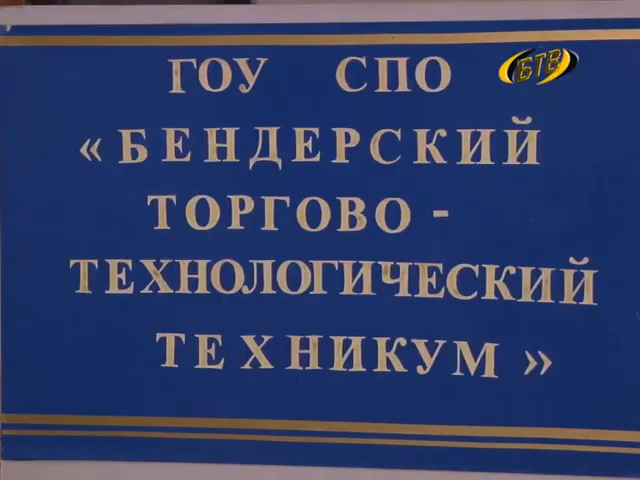 ГОУ СПО
БТВ
«БЕНДЕРСКИЙ
ТОРГОВО-
ТЕХНОЛОГИЧЕСКИЙ
ТЕХНИКУМ»